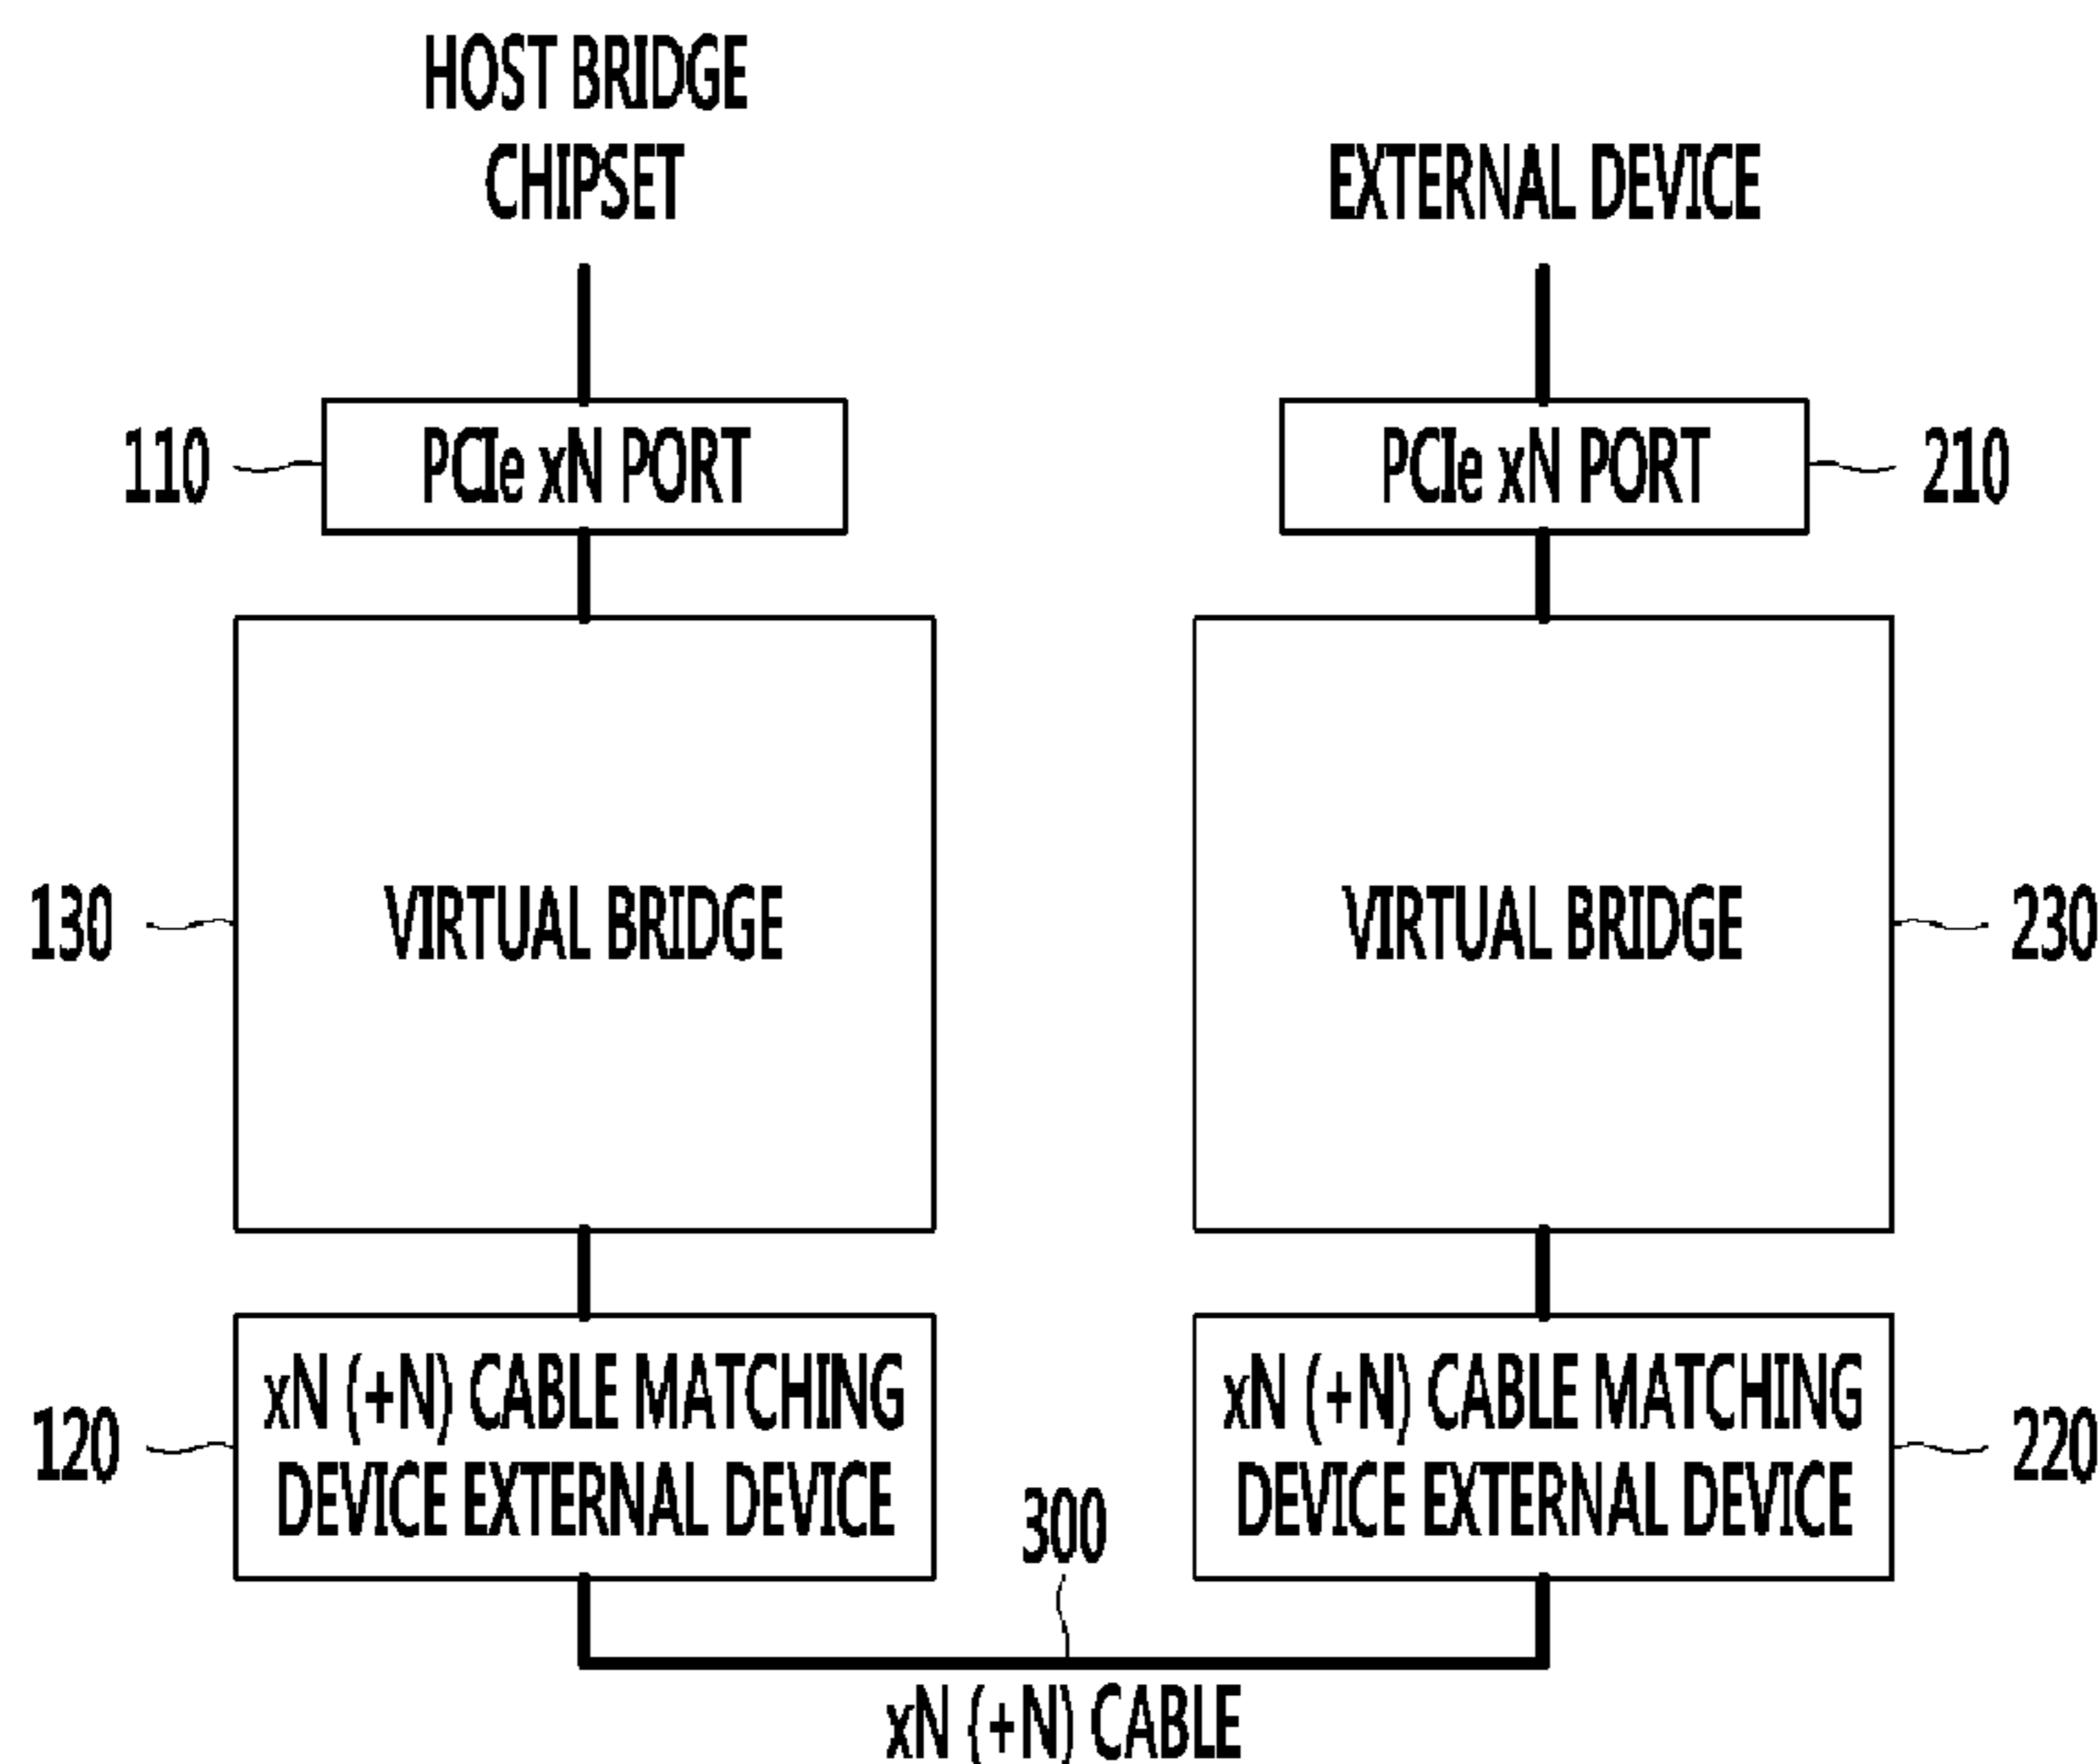 HOST BRIDGE
CHIPSET
EXTERNAL DEVICE
110
PCIe xN PORT
PCIe xN PORT
210
130
VIRTUAL BRIDGE
VIRTUAL BRIDGE
230
120
xN (+N) CABLE MATCHING
DEVICE EXTERNAL DEVICE
xN (+N) CABLE MATCHING
DEVICE EXTERNAL DEVICE
220
300
xN (+N) CABLE